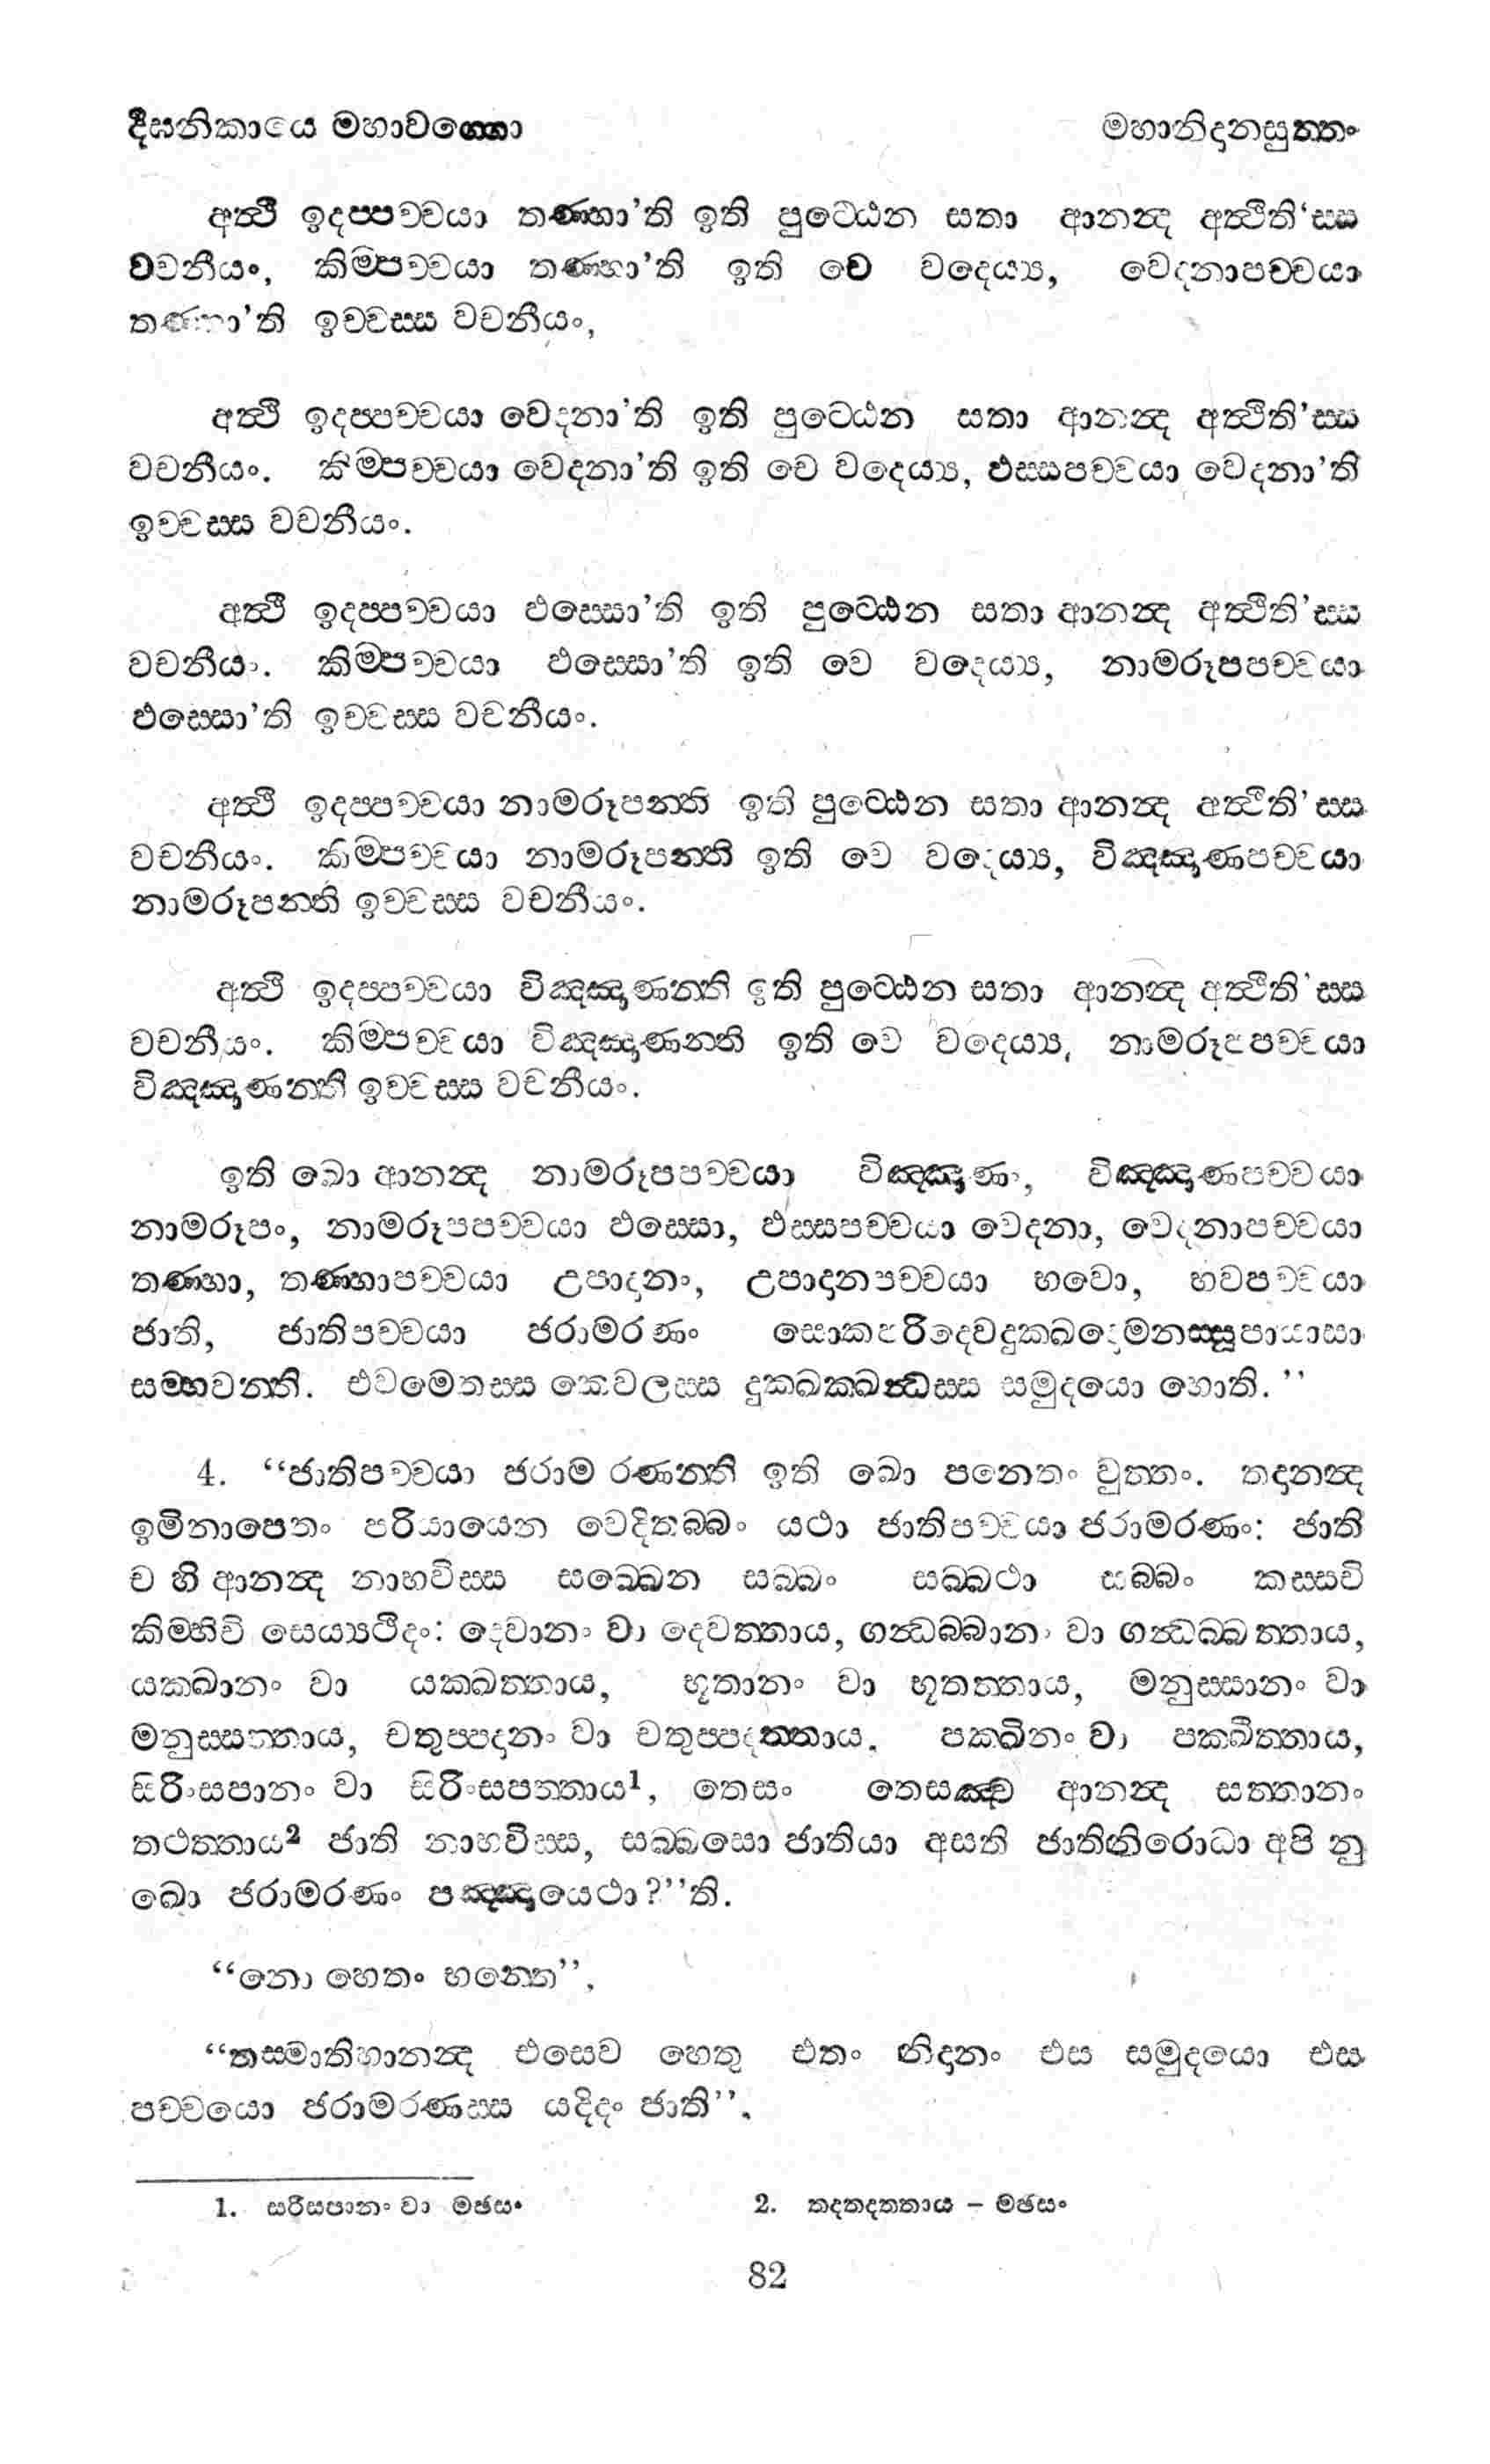 දීඝනිකායෙ මහාවග්ගො මහානිදානසුත්තං
අත්ථි ඉදප්පච්චයා තණ්හා’ති ඉති පුට්ඨෙන සතා ආනන්ද අත්ථිති‘ස්ස
වචනීයං, කිම්පච්චයා තණ්හා’ති ඉති චෙ වදෙය්‍ය, වෙදනාපච්චයා
තණ්හා’ති ඉච්චස්ස වචනීයං,
අත්ථි ඉදප්පච්චයා වෙදනා’ති ඉති පුට්ඨෙන සතා ආනන්ද අත්ථිති’ස්ස
වචනීයං. කිම්පච්චයා වෙදනා’ති ඉති චෙ වදෙය්‍ය, ඵස්සපච්චයා වෙදනා’ති
ඉච්චස්ස වචනීයං.
අත්ථි ඉදප්පච්චයා ඵස්සො’ති ඉති පුට්ඨෙන සතා ආනන්ද අත්ථිති’ස්ස
වචනීයං. කිම්පච්චයා ඵස්සො’ති ඉති චෙ වදෙය්‍ය, නාමරූපපච්චයා
ඵස්සො’ති ඉච්චස්ස වචනීයං.
අත්ථි ඉදප්පච්චයා නාමරූපන්ති ඉති පුට්ඨෙන සතා ආනන්ද අත්ථිති’ස්ස
වචනීයං. කිම්පච්චයා නාමරූපන්ති ඉති චෙ වදෙය්‍ය, විඤ්ඤාණපච්චයා
නාමරූපන්ති ඉච්චස්ස වචනීයං.
අත්ථි ඉදප්පච්චයා විඤ්ඤාණන්ති ඉති පුට්ඨෙන සතා ආනන්ද අත්ථිති’ස්ස
වචනීයං. කිම්පච්චයා විඤ්ඤාණන්ති ඉති චෙ වදෙය්‍ය, නාමරූපපච්චයා
විඤ්ඤාණන්ති ඉච්චස්ස වචනීයං.
ඉති ඛො ආනන්ද නාමරූපපච්චයා විඤ්ඤාණං, විඤ්ඤාණපච්චයා
නාමරූපං, නාමරූපපච්චයා ඵස්සො, ඵස්සපච්චයා වෙදනා, වෙදනාපච්චයා
තණ්හා, තණ්හාපච්චයා උපාදානං, උපාදානපච්චයා භවො, භවපච්චයා
ජාති, ජාතිපච්චයා ජරාමරණං සොකපරිදෙවදුක්ඛදොමනස්සූපායාසා
සම්භවන්ති. එවමෙතස්ස කෙවලස්ස දුක්ඛක්ඛන්ධස්ස සමුදයො හොති.’’
4. ‘‘ජාතිපච්චයා ජරාමරණන්ති ඉති ඛො පනෙතං වුත්තං. තදානන්ද
ඉමිනාපෙතං පරියායෙන වෙදිතබ්බං යථා ජාතිපච්චයා ජරාමරණං: ජාති
ච හි ආනන්ද නාභවිස්ස සබ්බෙන සබ්බං සබ්බථා සබ්බං කස්සචි
කිම්හිචි සෙය්‍යථිදං: දෙවානං වා දෙවත්තාය, ගන්ධබ්බානං වා ගන්ධබ්බත්තාය,
යක්ඛානං වා යක්ඛත්තාය, භූතානං වා භූතත්තාය, මනුස්සානං වා
මනුස්සත්තාය, චතුප්පදානං වා චතුප්පදත්තාය, පක්ඛීනං වා පක්ඛිත්තාය,
සිරිංසපානං වා සිරිංසපත්තාය¹, තෙසං තෙසඤ්ච ආනන්ද සත්තානං
තථත්තාය² ජාති නාභවිස්ස, සබ්බසො ජාතියා අසති ජාතිනිරොධා අපි නු
ඛො ජරාමරණං පඤ්ඤායෙථා?’’ති.
‘‘නො හෙතං භන්තෙ’’.
‘‘තස්මාතිහානන්ද එසෙව හෙතු එතං නිදානං එස සමුදයො එස
පච්චයො ජරාමරණස්ස යදිදං ජාති’’.
1. සරීසපානං වා මඡසං 2. තදතදත්තාය – මඡසං
82